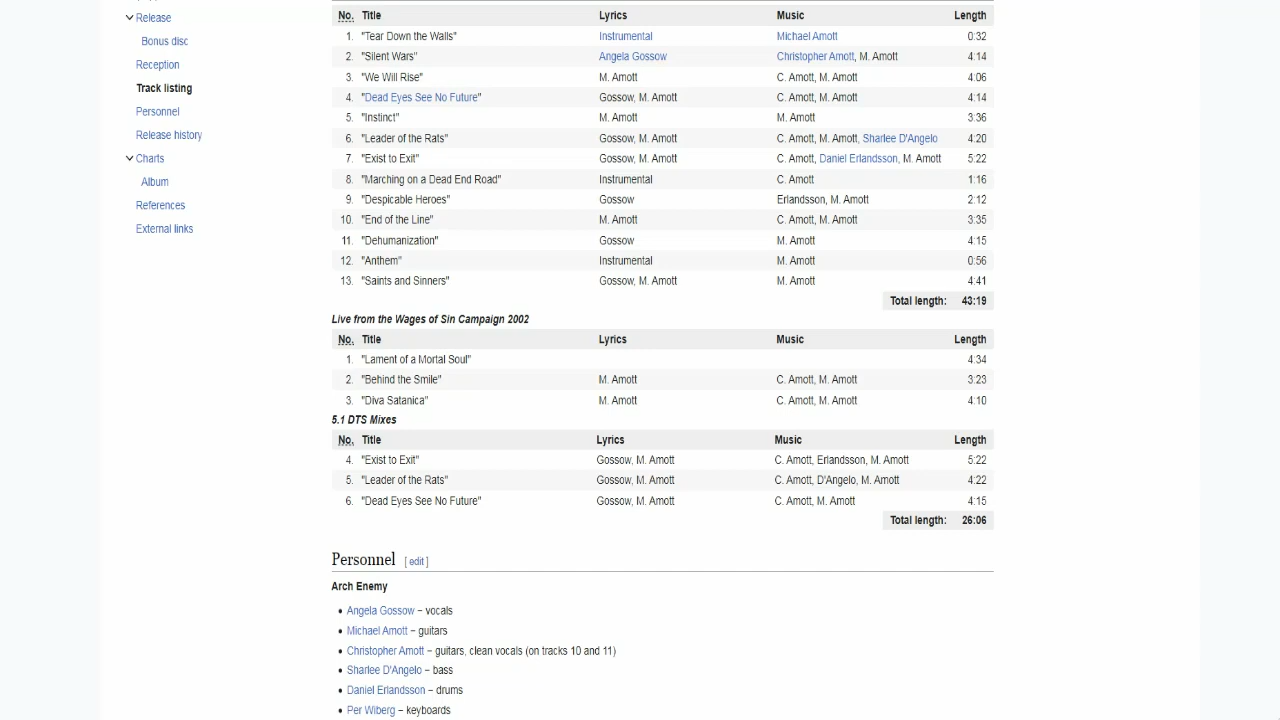 Release
Bonus disc
Reception
Track listing
Personnel
Release history
Charts
Album
References
External links
No. Title Lyrics Music Length
1. "Tear Down the Walls" Instrumental Michael Amott 0:32
2. "Silent Wars" Angela Gossow Christopher Amott, M. Amott 4:14
3. "We Will Rise" M. Amott C. Amott, M. Amott 4:06
4. "Dead Eyes See No Future" Gossow, M. Amott C. Amott, M. Amott 4:14
5. "Instinct" M. Amott M. Amott 3:36
6. "Leader of the Rats" Gossow, M. Amott C. Amott, M. Amott, Sharlee D'Angelo 4:20
7. "Exist to Exit" Gossow, M. Amott C. Amott, Daniel Erlandsson, M. Amott 5:22
8. "Marching on a Dead End Road" Instrumental C. Amott 1:16
9. "Despicable Heroes" Gossow Erlandsson, M. Amott 2:12
10. "End of the Line" M. Amott C. Amott, M. Amott 3:35
11. "Dehumanization" Gossow M. Amott 4:15
12. "Anthem" Instrumental M. Amott 0:56
13. "Saints and Sinners" Gossow, M. Amott M. Amott 4:41
Total length: 43:19
Live from the Wages of Sin Campaign 2002
No. Title Lyrics Music Length
1. "Lament of a Mortal Soul" 4:34
2. "Behind the Smile" M. Amott C. Amott, M. Amott 3:23
3. "Diva Satanica" M. Amott C. Amott, M. Amott 4:10
5.1 DTS Mixes
No. Title Lyrics Music Length
4. "Exist to Exit" Gossow, M. Amott C. Amott, Erlandsson, M. Amott 5:22
5. "Leader of the Rats" Gossow, M. Amott C. Amott, D'Angelo, M. Amott 4:22
6. "Dead Eyes See No Future" Gossow, M. Amott C. Amott, M. Amott 4:15
Total length: 26:06
Personnel [ edit ]
Arch Enemy
• Angela Gossow – vocals
• Michael Amott – guitars
• Christopher Amott – guitars, clean vocals (on tracks 10 and 11)
• Sharlee D'Angelo – bass
• Daniel Erlandsson – drums
• Per Wiberg – keyboards